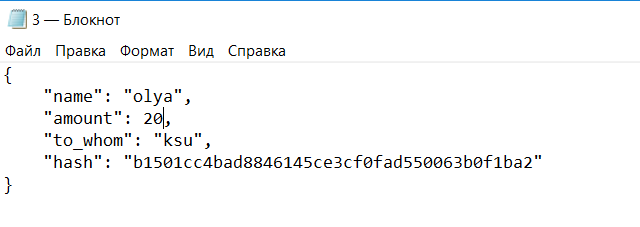 3 — Блокнот
Файл Правка Формат Вид Справка
{
    "name": "olya",
    "amount": 20,
    "to_whom": "ksu",
    "hash": "b1501cc4bad8846145ce3cf0fad550063b0f1ba2"
}